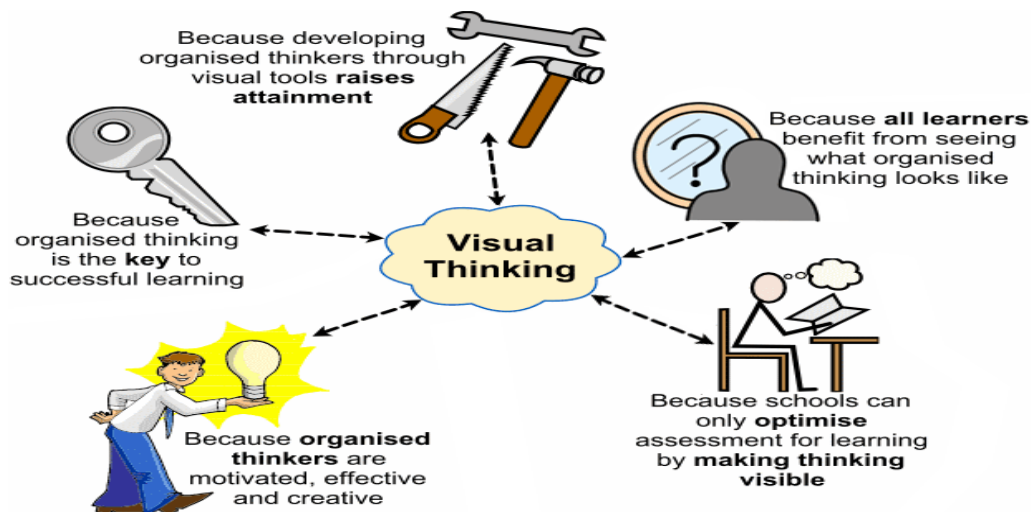 Because developing
organised thinkers through
visual tools raises
attainment
Because all learners
benefit from seeing
what organised
thinking looks like
Because
organised thinking
is the key to
successful learning
Visual
Thinking
?
Because organised
thinkers are
motivated, effective
and creative
Because schools can
only optimise
assessment for learning
by making thinking
visible